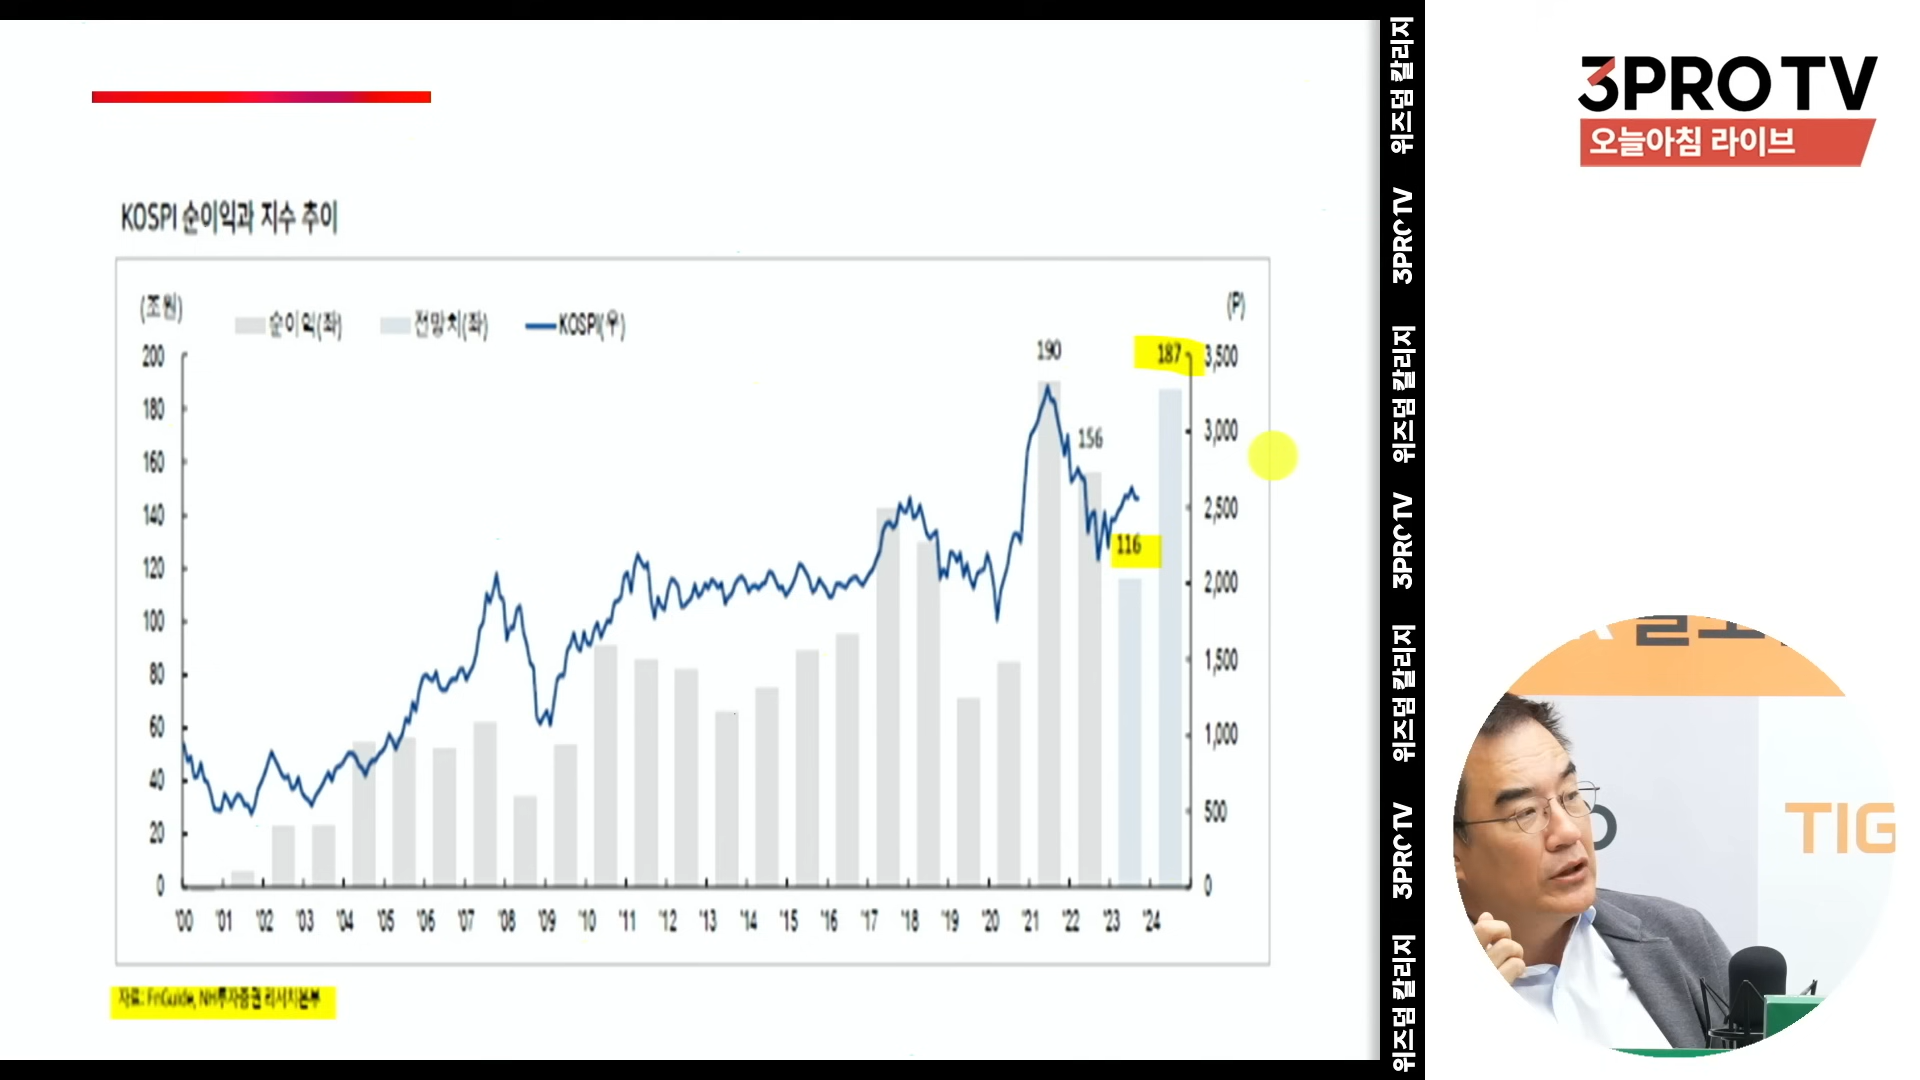 3PRO TV
오늘아침 라이브
KOSPI 순이익과 지수 추이
(조원)
(P)
순이익(좌)
전망치(좌)
KOSPI(우)
200
180
160
140
120
100
80
60
40
20
0
190
156
116
187
3,500
3,000
2,500
2,000
1,500
1,000
500
0
'00 '01 '02 '03 '04 '05 '06 '07 '08 '09 '10 '11 '12 '13 '14 '15 '16 '17 '18 '19 '20 '21 '22 '23 '24
자료: FnGuide, NH투자증권 리서치본부
위즈덤 칼리지
3PROTV
위즈덤 칼리지
3PROTV
위즈덤 칼리지
3PROTV
위즈덤 칼리지
TIG